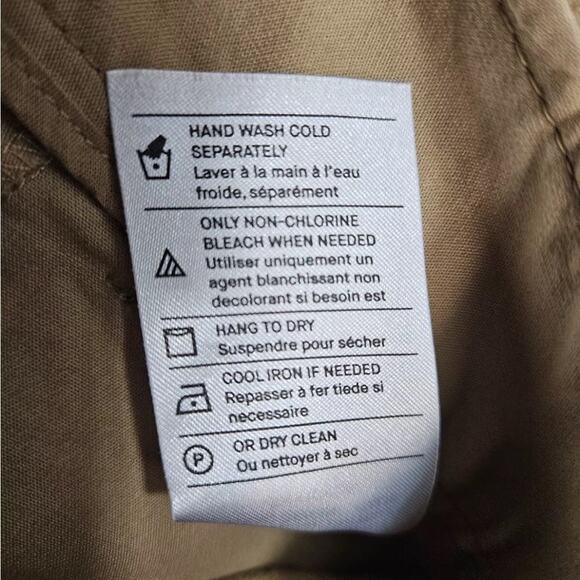 HAND WASH COLD
SEPARATELY
Laver à la main à l'eau
froide, séparément
ONLY NON-CHLORINE
BLEACH WHEN NEEDED
Utiliser uniquement un
agent blanchissant non
decolorant si besoin est
HANG TO DRY
Suspendre pour sécher
COOL IRON IF NEEDED
Repasser à fer tiede si
necessaire
P
OR DRY CLEAN
Ou nettoyer à sec